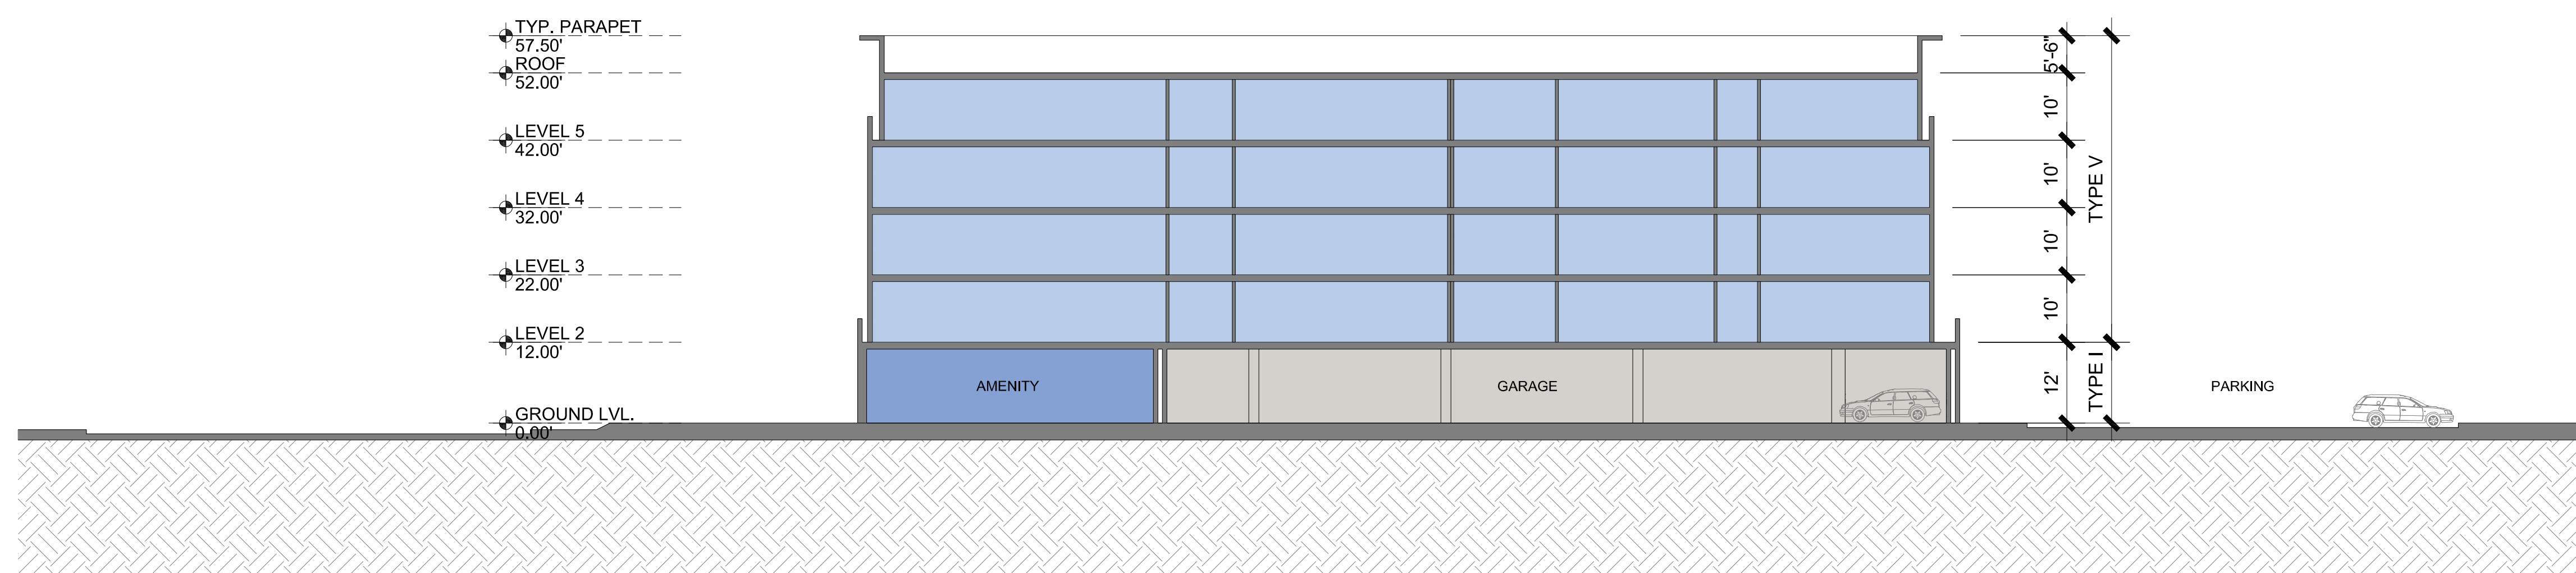 TYP. PARAPET
57.50'
ROOF
52.00'
LEVEL 5
42.00'
LEVEL 4
32.00'
LEVEL 3
22.00'
LEVEL 2
12.00'
GROUND LVL.
0.00'
AMENITY
GARAGE
5'-6"
10'
10'
10'
10'
12'
TYPE V
TYPE I
PARKING